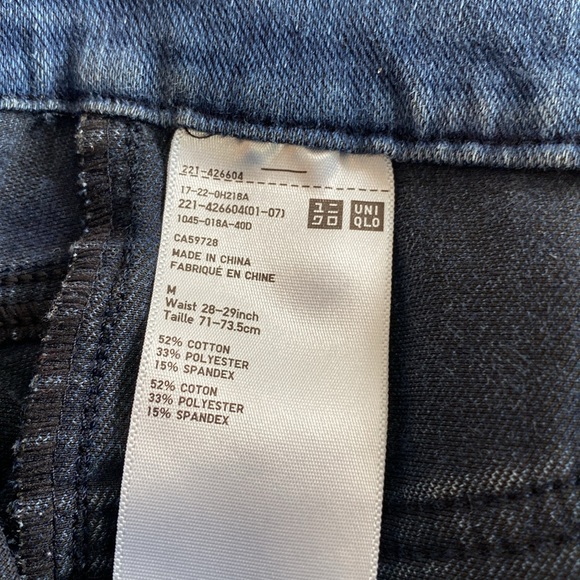 221-426604
17-22-0H218A
221-426604(01-07)
1045-018A-40D
ユニ
クロ
UNI
QLO
CA59728
MADE IN CHINA
FABRIQUÉ EN CHINE
M
Waist 28-29inch
Taille 71-73.5cm
52% COTTON
33% POLYESTER
15% SPANDEX
52% COTON
33% POLYESTER
15% SPANDEX